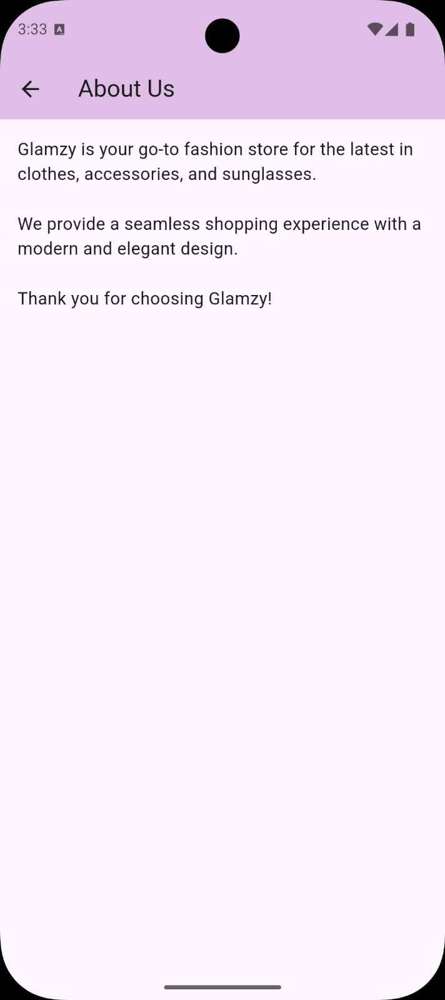 3:33
About Us
Glamzy is your go-to fashion store for the latest in
clothes, accessories, and sunglasses.
We provide a seamless shopping experience with a
modern and elegant design.
Thank you for choosing Glamzy!